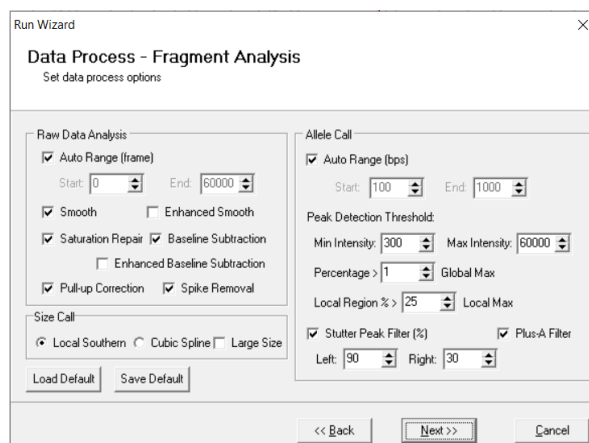 Run Wizard
Data Process - Fragment Analysis
Set data process options
Raw Data Analysis
Auto Range (frame)
Start: 0 End: 60000
Smooth Enhanced Smooth
Saturation Repair Baseline Subtraction
Enhanced Baseline Subtraction
Pull-up Correction Spike Removal
Size Call
Local Southern Cubic Spline Large Size
Load Default Save Default
Allele Call
Auto Range (bps)
Start: 100 End: 1000
Peak Detection Threshold:
Min Intensity: 300 Max Intensity: 60000
Percentage > 1 Global Max
Local Region % > 25 Local Max
Stutter Peak Filter (%) Plus-A Filter
Left: 90 Right: 30
<< Back Next >> Cancel